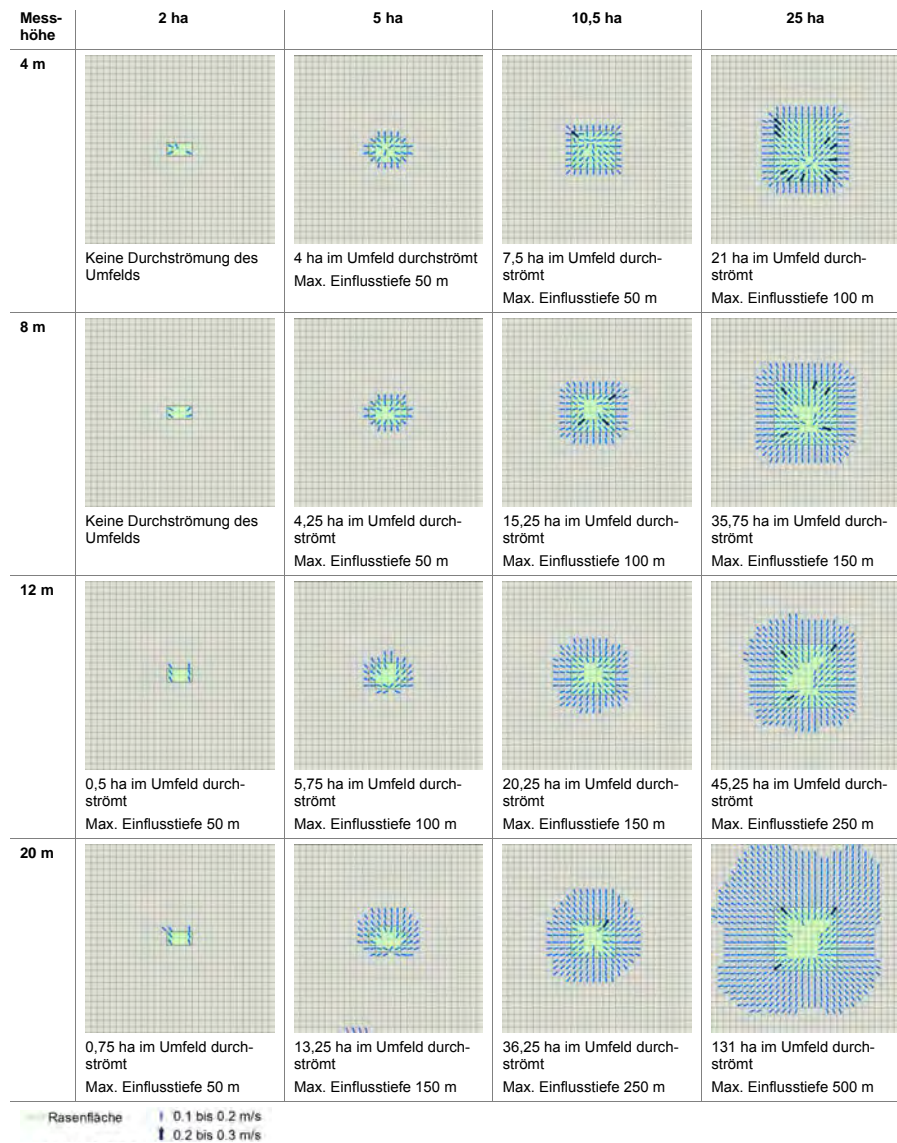 Mess-
höhe
2 ha
5 ha
10,5 ha
25 ha
4 m
Keine Durchströmung des
Umfelds
4 ha im Umfeld durchströmt
Max. Einflusstiefe 50 m
7,5 ha im Umfeld durch-
strömt
Max. Einflusstiefe 50 m
21 ha im Umfeld durch-
strömt
Max. Einflusstiefe 100 m
8 m
Keine Durchströmung des
Umfelds
4,25 ha im Umfeld durch-
strömt
Max. Einflusstiefe 50 m
15,25 ha im Umfeld durch-
strömt
Max. Einflusstiefe 100 m
35,75 ha im Umfeld durch-
strömt
Max. Einflusstiefe 150 m
12 m
0,5 ha im Umfeld durch-
strömt
Max. Einflusstiefe 50 m
5,75 ha im Umfeld durch-
strömt
Max. Einflusstiefe 100 m
20,25 ha im Umfeld durch-
strömt
Max. Einflusstiefe 150 m
45,25 ha im Umfeld durch-
strömt
Max. Einflusstiefe 250 m
20 m
0,75 ha im Umfeld durch-
strömt
Max. Einflusstiefe 50 m
13,25 ha im Umfeld durch-
strömt
Max. Einflusstiefe 150 m
36,25 ha im Umfeld durch-
strömt
Max. Einflusstiefe 250 m
131 ha im Umfeld durch-
strömt
Max. Einflusstiefe 500 m
Rasenfläche
0.1 bis 0.2 m/s
0.2 bis 0.3 m/s